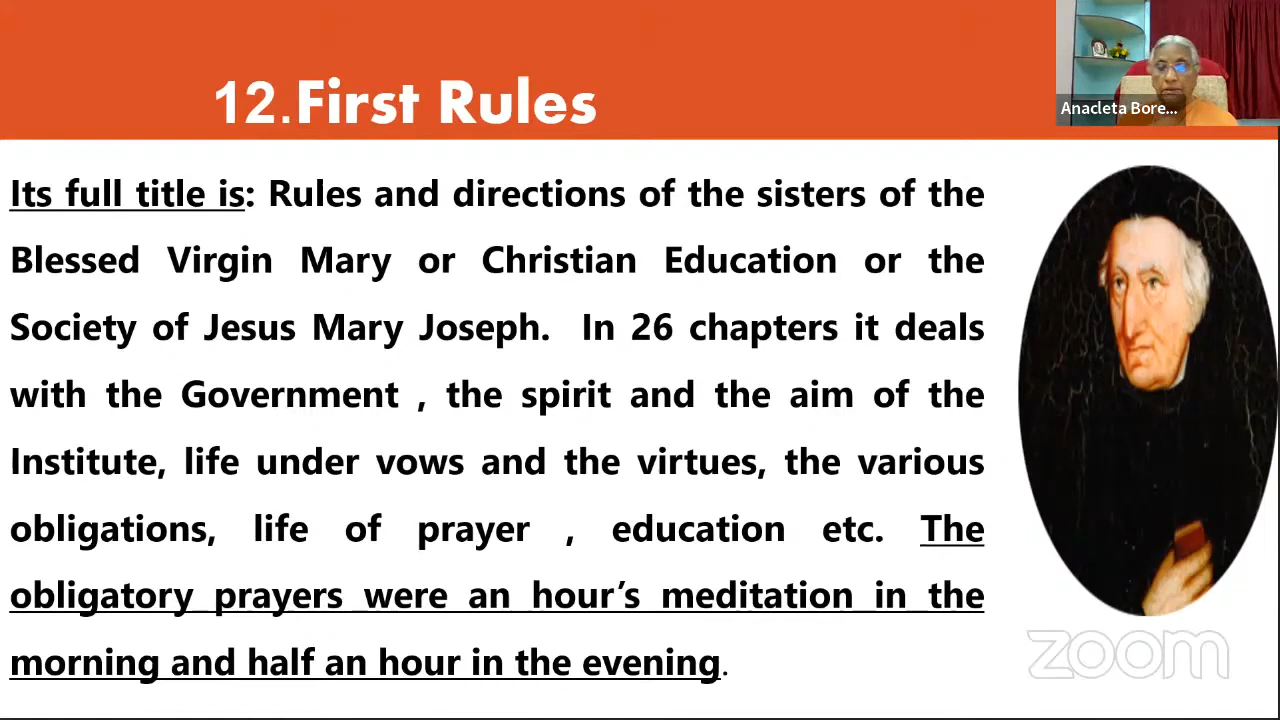 12.First Rules
Anacleta Bore...
Its full title is: Rules and directions of the sisters of the
Blessed Virgin Mary or Christian Education or the
Society of Jesus Mary Joseph. In 26 chapters it deals
with the Government , the spirit and the aim of the
Institute, life under vows and the virtues, the various
obligations, life of prayer , education etc. The
obligatory prayers were an hour’s meditation in the
morning and half an hour in the evening.
zoom